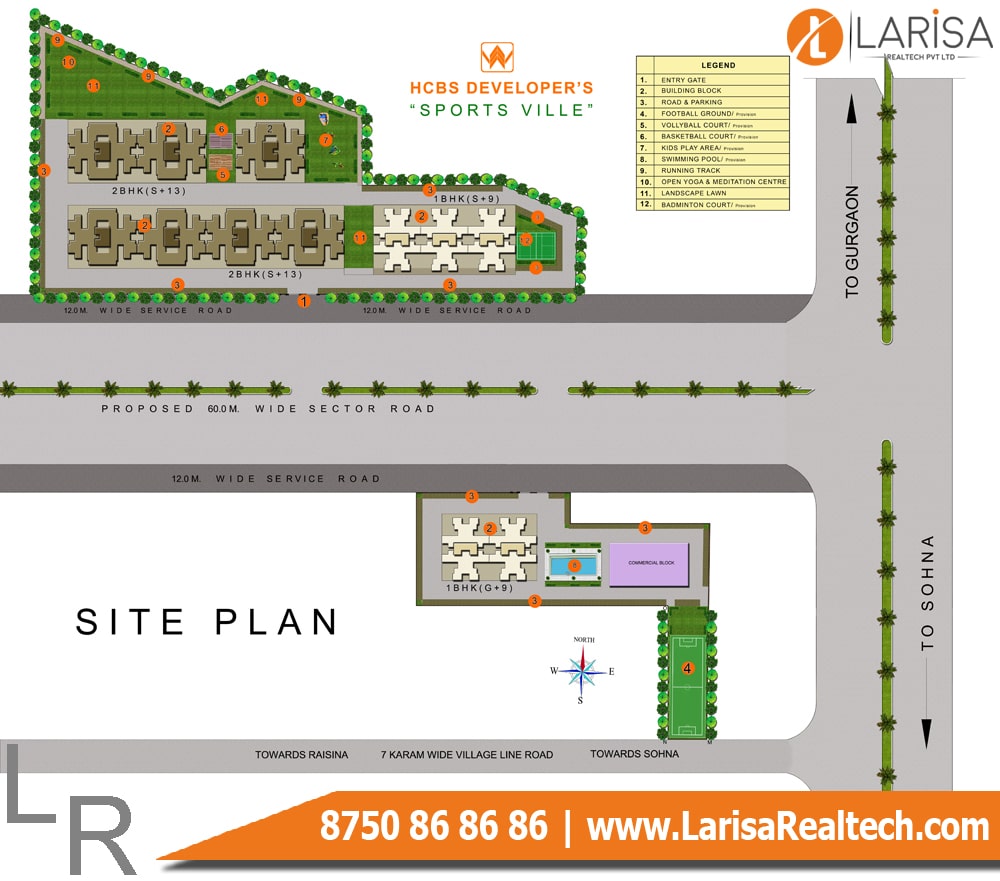 LARISA
REALTECH PVT LTD
HCBS DEVELOPER'S
"SPORTS VILLE"
LEGEND
1. ENTRY GATE
2. BUILDING BLOCK
3. ROAD & PARKING
4. FOOTBALL GROUND/ Provision
5. VOLLYBALL COURT/ Provision
6. BASKETBALL COURT/ Provision
7. KIDS PLAY AREA/ Provision
8. SWIMMING POOL/ Provision
9. RUNNING TRACK
10. OPEN YOGA & MEDITATION CENTRE
11. LANDSCAPE LAWN
12. BADMINTON COURT/ Provision
9
10
9
11
11
9
2
6
2
7
3
5
2BHK(S+13)
3
1BHK(S+9)
2
2
11
12
2BHK(S+13)
3
3
1
12.0 M. WIDE SERVICE ROAD
12.0 M. WIDE SERVICE ROAD
TO GURGAON
PROPOSED 60.0 M. WIDE SECTOR ROAD
12.0 M. WIDE SERVICE ROAD
3
2
3
8
COMMERCIAL BLOCK
1BHK(G+9)
3
TO SOHNA
SITE PLAN
NORTH
W E
S
4
N M
TOWARDS RAISINA 7 KARAM WIDE VILLAGE LINE ROAD TOWARDS SOHNA
LR
8750 86 86 86 | www.LarisaRealtech.com